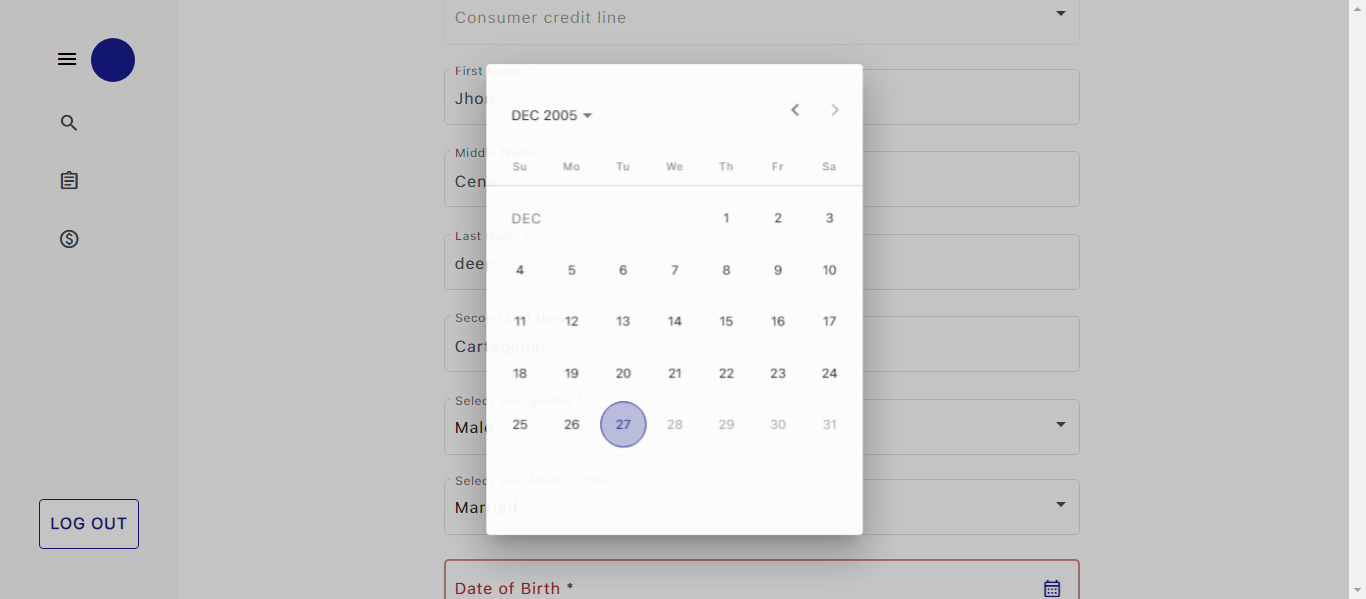 Consumer credit line
First Name *
Jhon
Middle Name
Cena
Last Name *
deep
Second Last Name
Cartagena
Select your gender *
Male
Select your Marital Status *
Married
Date of Birth *
LOG OUT
DEC 2005
Su Mo Tu We Th Fr Sa
DEC 1 2 3
4 5 6 7 8 9 10
11 12 13 14 15 16 17
18 19 20 21 22 23 24
25 26 27 28 29 30 31